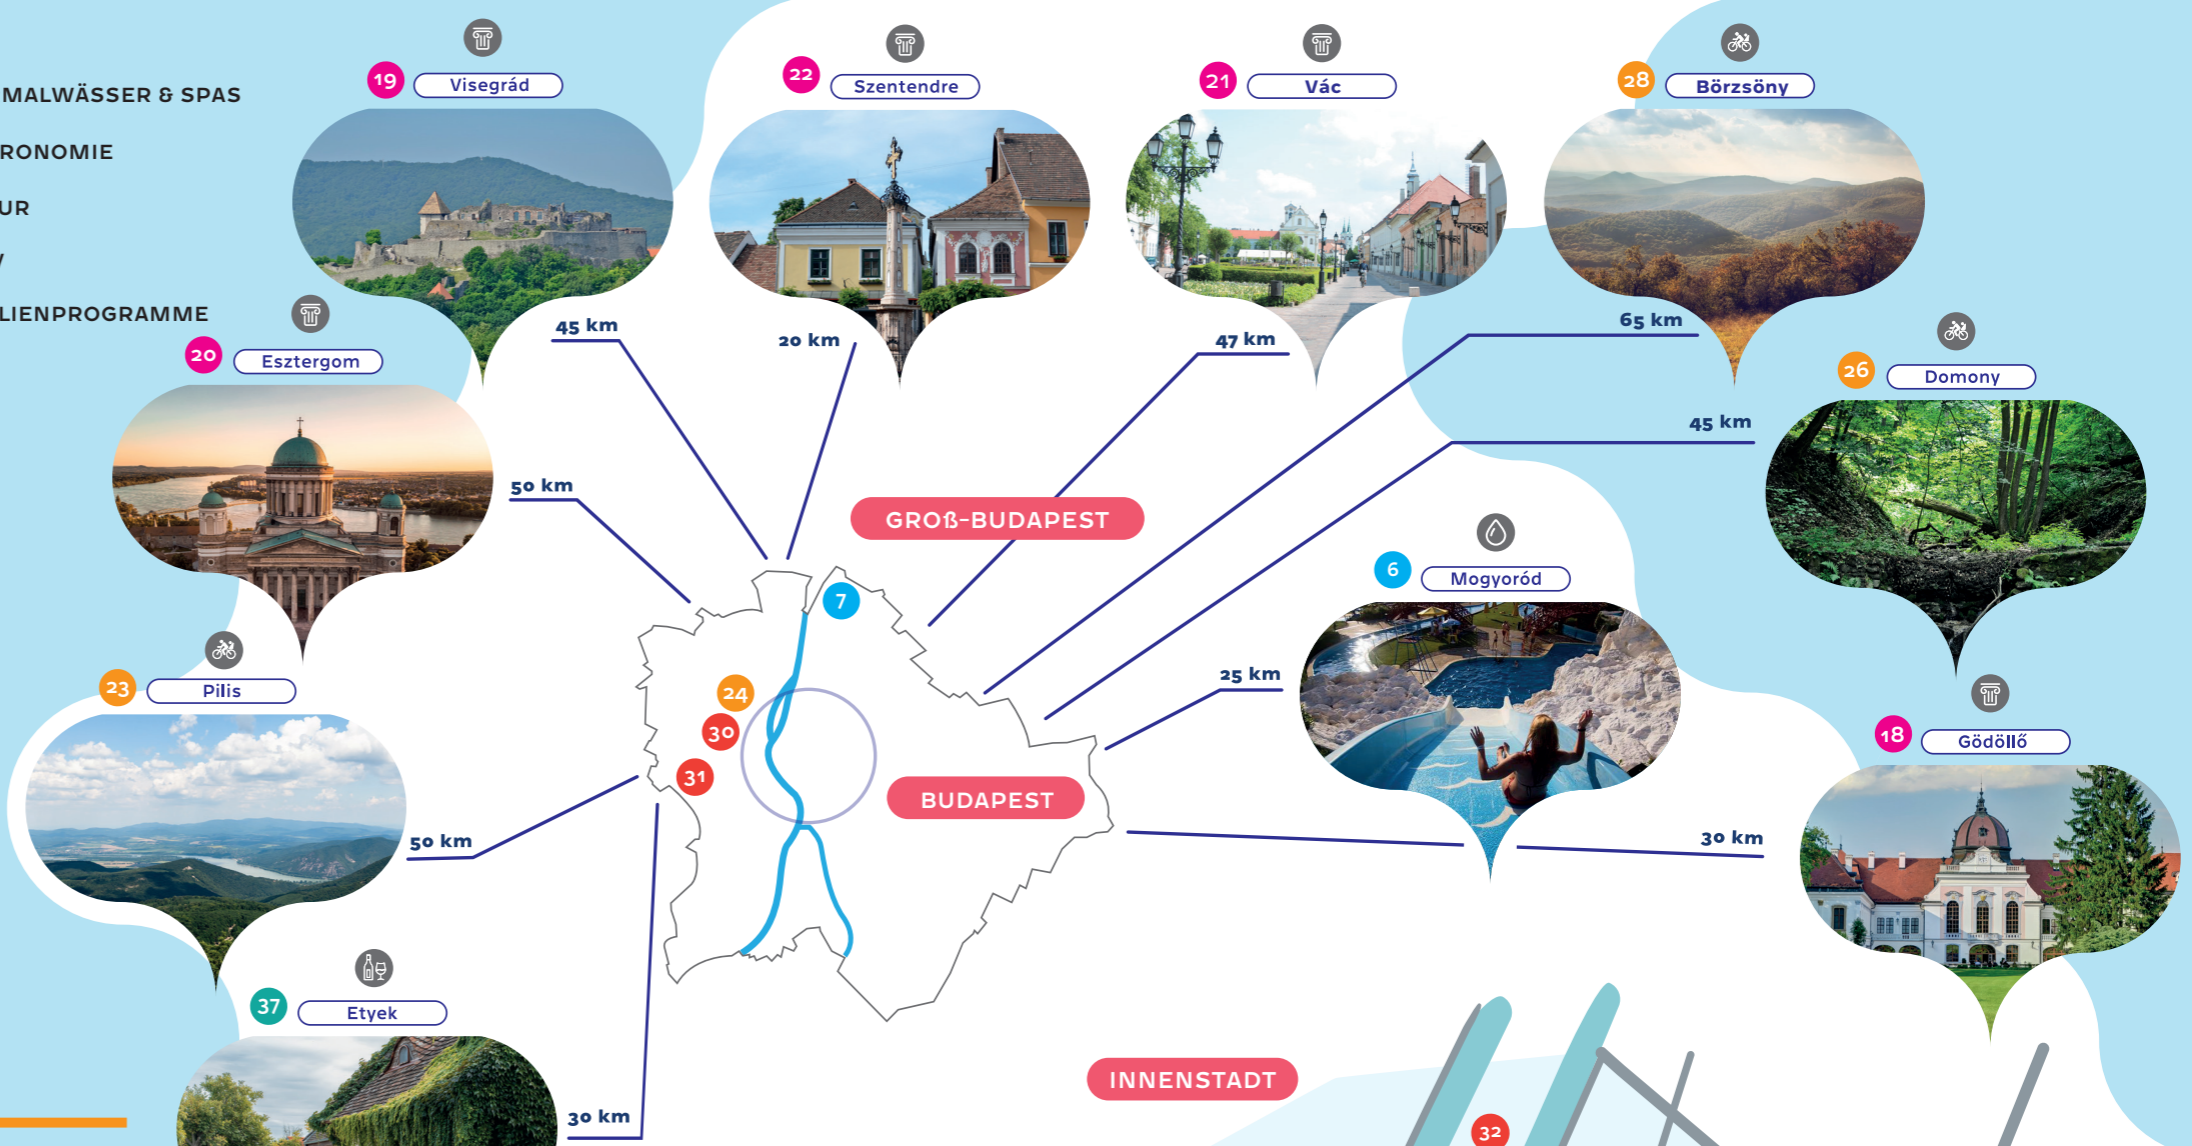 MALWÄSSER & SPAS
RONOMIE
UR
LIENPROGRAMME
19 Visegrád
45 km
22 Szentendre
20 km
21 Vác
47 km
28 Börzsöny
65 km
20 Esztergom
50 km
26 Domony
45 km
GROß-BUDAPEST
6 Mogyoród
25 km
7
23 Pilis
50 km
24
30
31
BUDAPEST
18 Gödöllő
30 km
37 Etyek
30 km
INNENSTADT
32